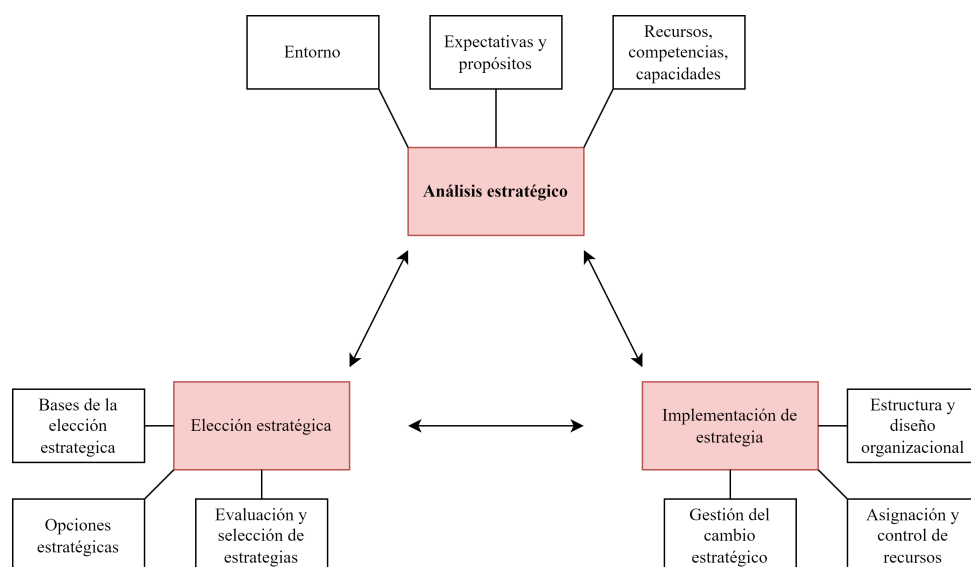 Entorno
Expectativas y
propósitos
Recursos,
competencias,
capacidades
Análisis estratégico
Bases de la
elección
estrategica
Elección estratégica
Opciones
estratégicas
Evaluación y
selección de
estrategias
Implementación de
estrategia
Estructura y
diseño
organizacional
Gestión del
cambio
estratégico
Asignación y
control de
recursos